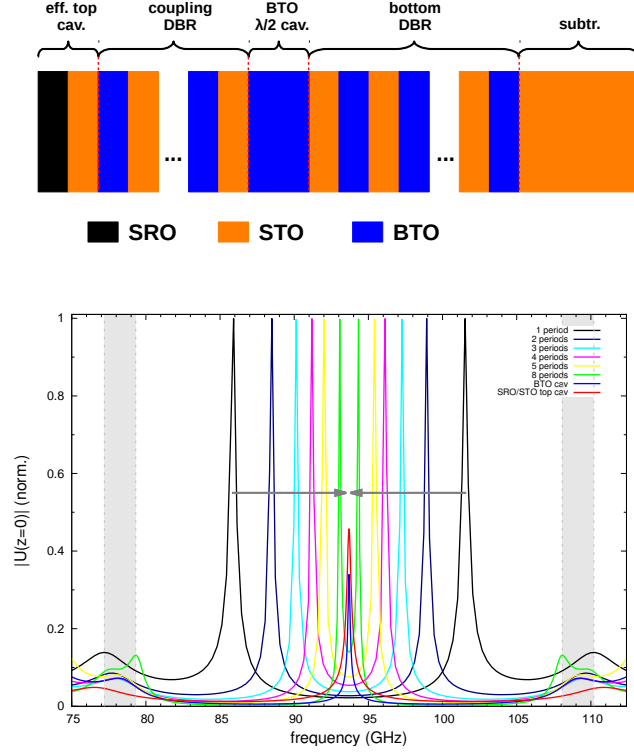 eff. top cav. coupling DBR BTO λ/2 cav. bottom DBR subtr.
... ...
SRO STO BTO
1 period
2 periods
3 periods
4 periods
5 periods
8 periods
BTO cav
SRO/STO top cav
|U(z=0)| (norm.)
1
0.8
0.6
0.4
0.2
0
75 80 85 90 95 100 105 110
frequency (GHz)